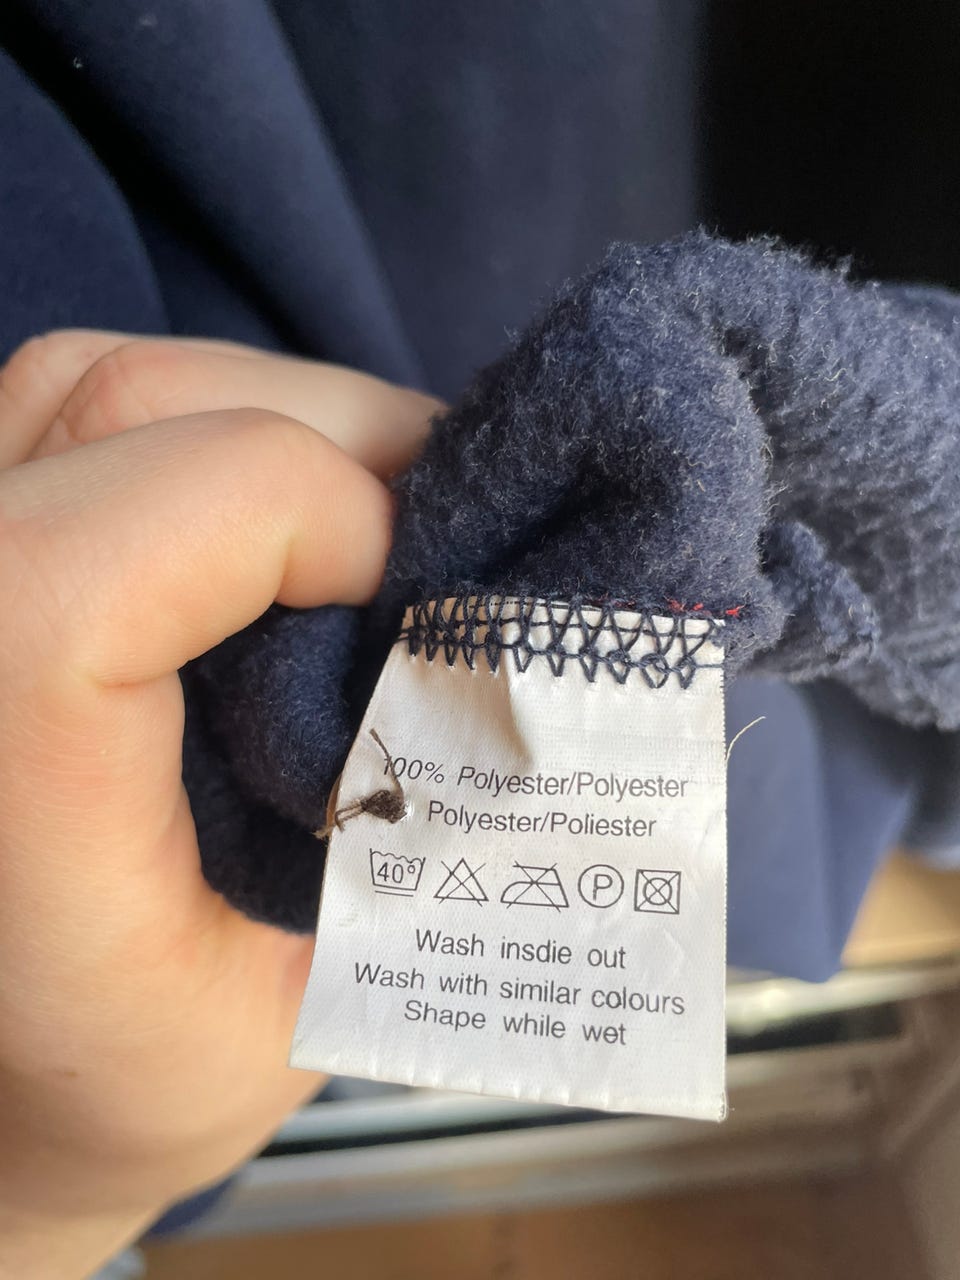 100% Polyester/Polyester
Polyester/Poliester
40° P
Wash insdie out
Wash with similar colours
Shape while wet